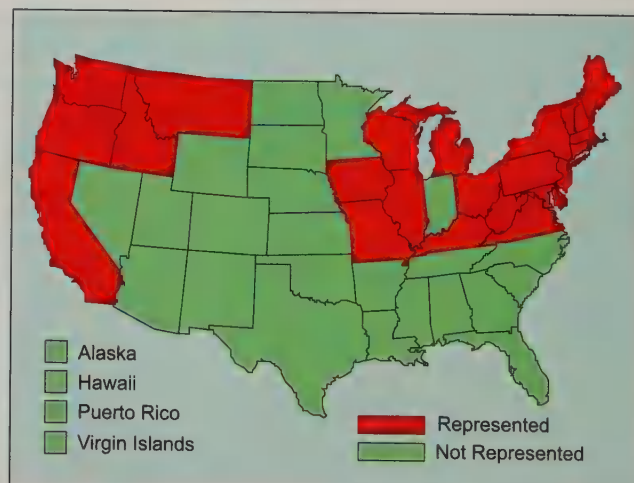 Alaska
Hawaii
Puerto Rico
Virgin Islands
Represented
Not Represented